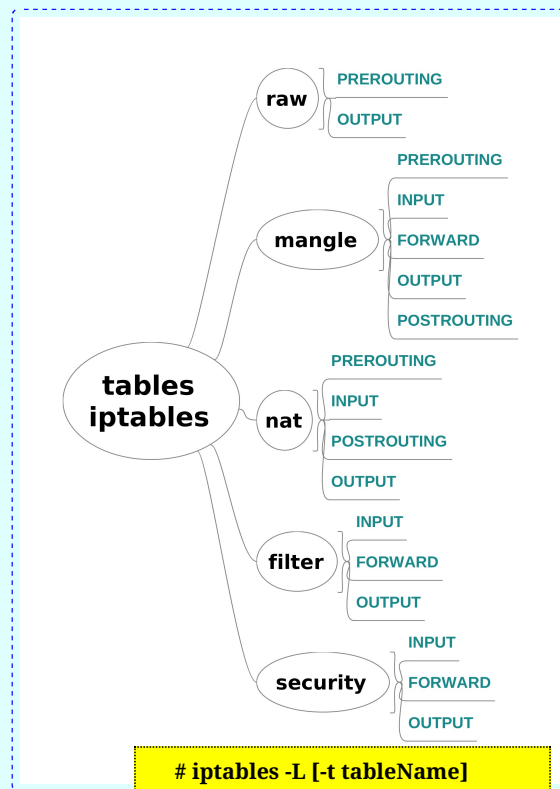 raw
PREROUTING
OUTPUT
mangle
PREROUTING
INPUT
FORWARD
OUTPUT
POSTROUTING
tables
iptables
nat
PREROUTING
INPUT
POSTROUTING
OUTPUT
filter
INPUT
FORWARD
OUTPUT
security
INPUT
FORWARD
OUTPUT
# iptables -L [-t tableName]